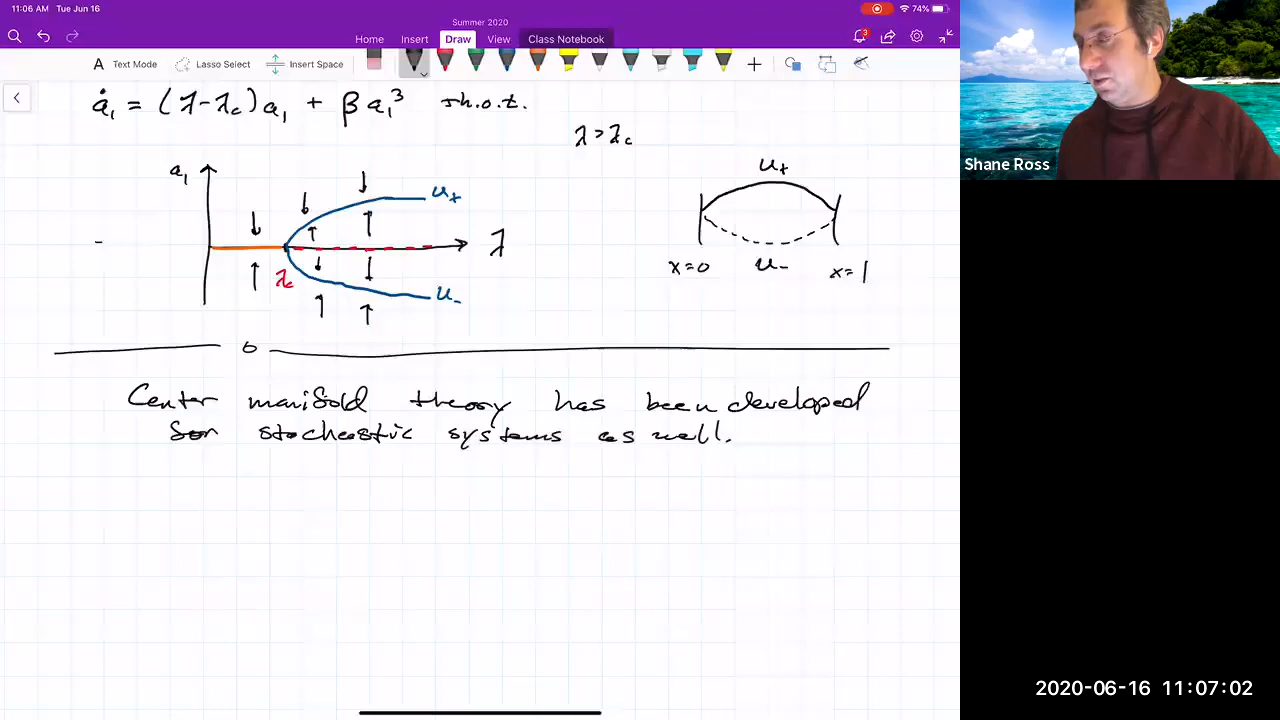 11:06 AM Tue Jun 16
74%
Summer 2020
Home Insert Draw View Class Notebook
3
A Text Mode Lasso Select Insert Space
ȧ₁ = (λ-λc)a₁ + βa₁³ + h.o.t.
λ > λc
a₁
u₊
λ
λc
u₋
u₊
x=0
u₋
x=1
Center manifold theory has been developed
for stochastic systems as well.
Shane Ross
2020-06-16 11:07:02